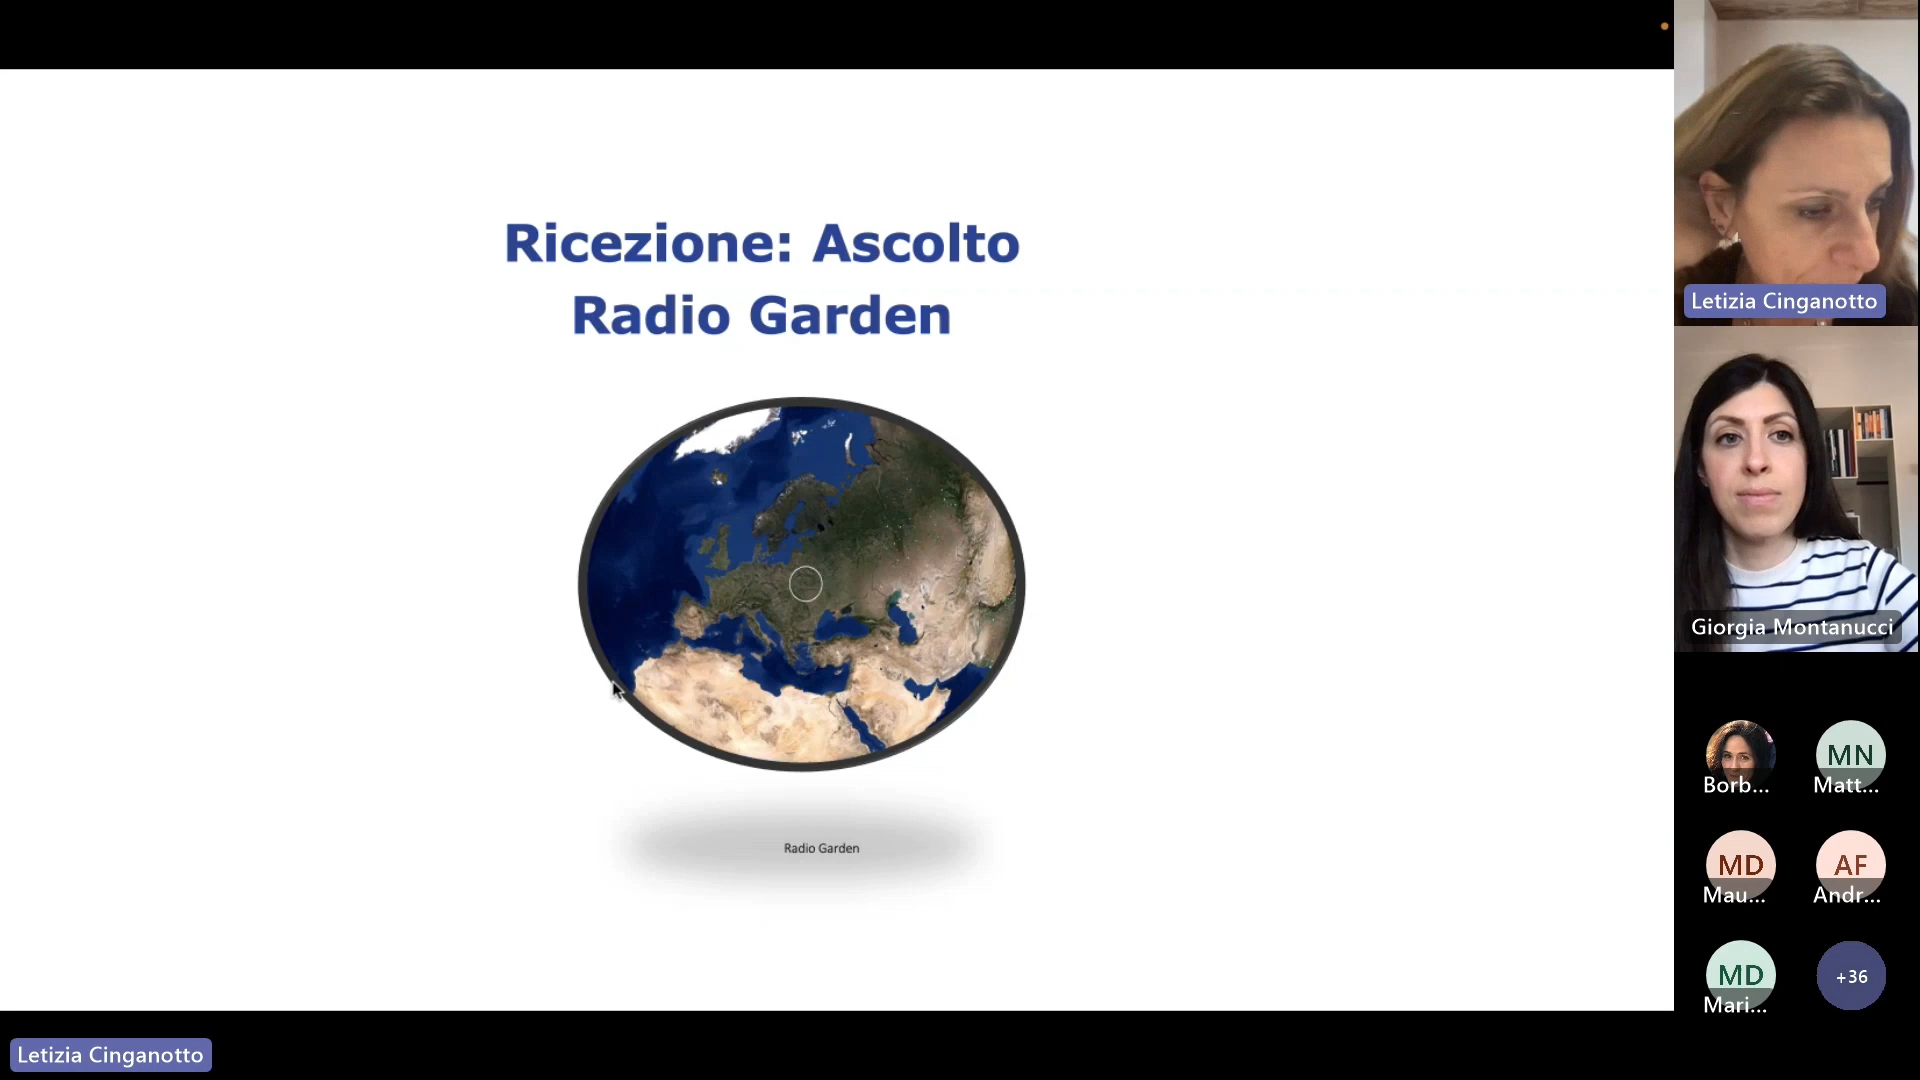 Ricezione: Ascolto
Radio Garden
Radio Garden
Letizia Cinganotto
Giorgia Montanucci
MN
Borb...
Matt...
MD
AF
Mau...
Andr...
MD
+36
Mari...
Letizia Cinganotto